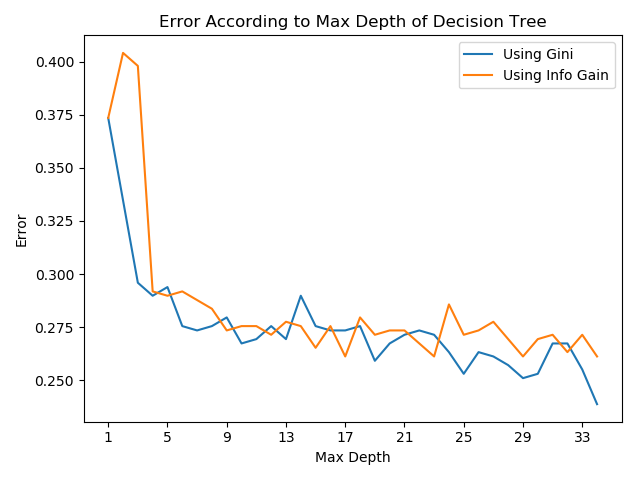 Error According to Max Depth of Decision Tree
Using Gini
Using Info Gain
0.400
0.375
0.350
0.325
0.300
0.275
0.250
Error
1 5 9 13 17 21 25 29 33
Max Depth